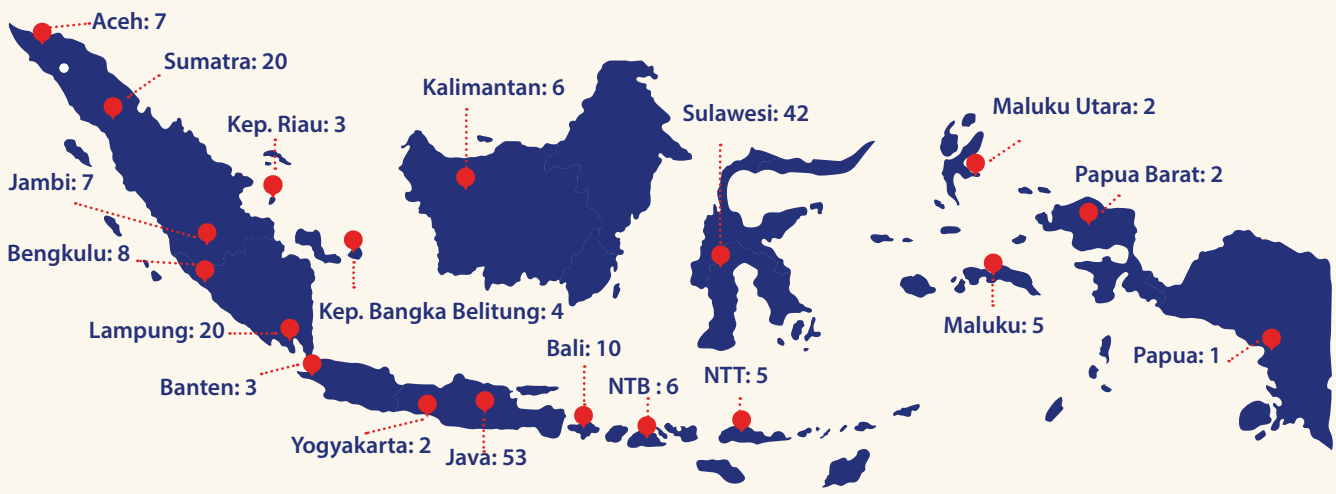 Aceh: 7
Sumatra: 20
Kep. Riau: 3
Jambi: 7
Bengkulu: 8
Kep. Bangka Belitung: 4
Lampung: 20
Banten: 3
Yogyakarta: 2
Java: 53
Kalimantan: 6
Sulawesi: 42
Bali: 10
NTB : 6
NTT: 5
Maluku Utara: 2
Papua Barat: 2
Maluku: 5
Papua: 1